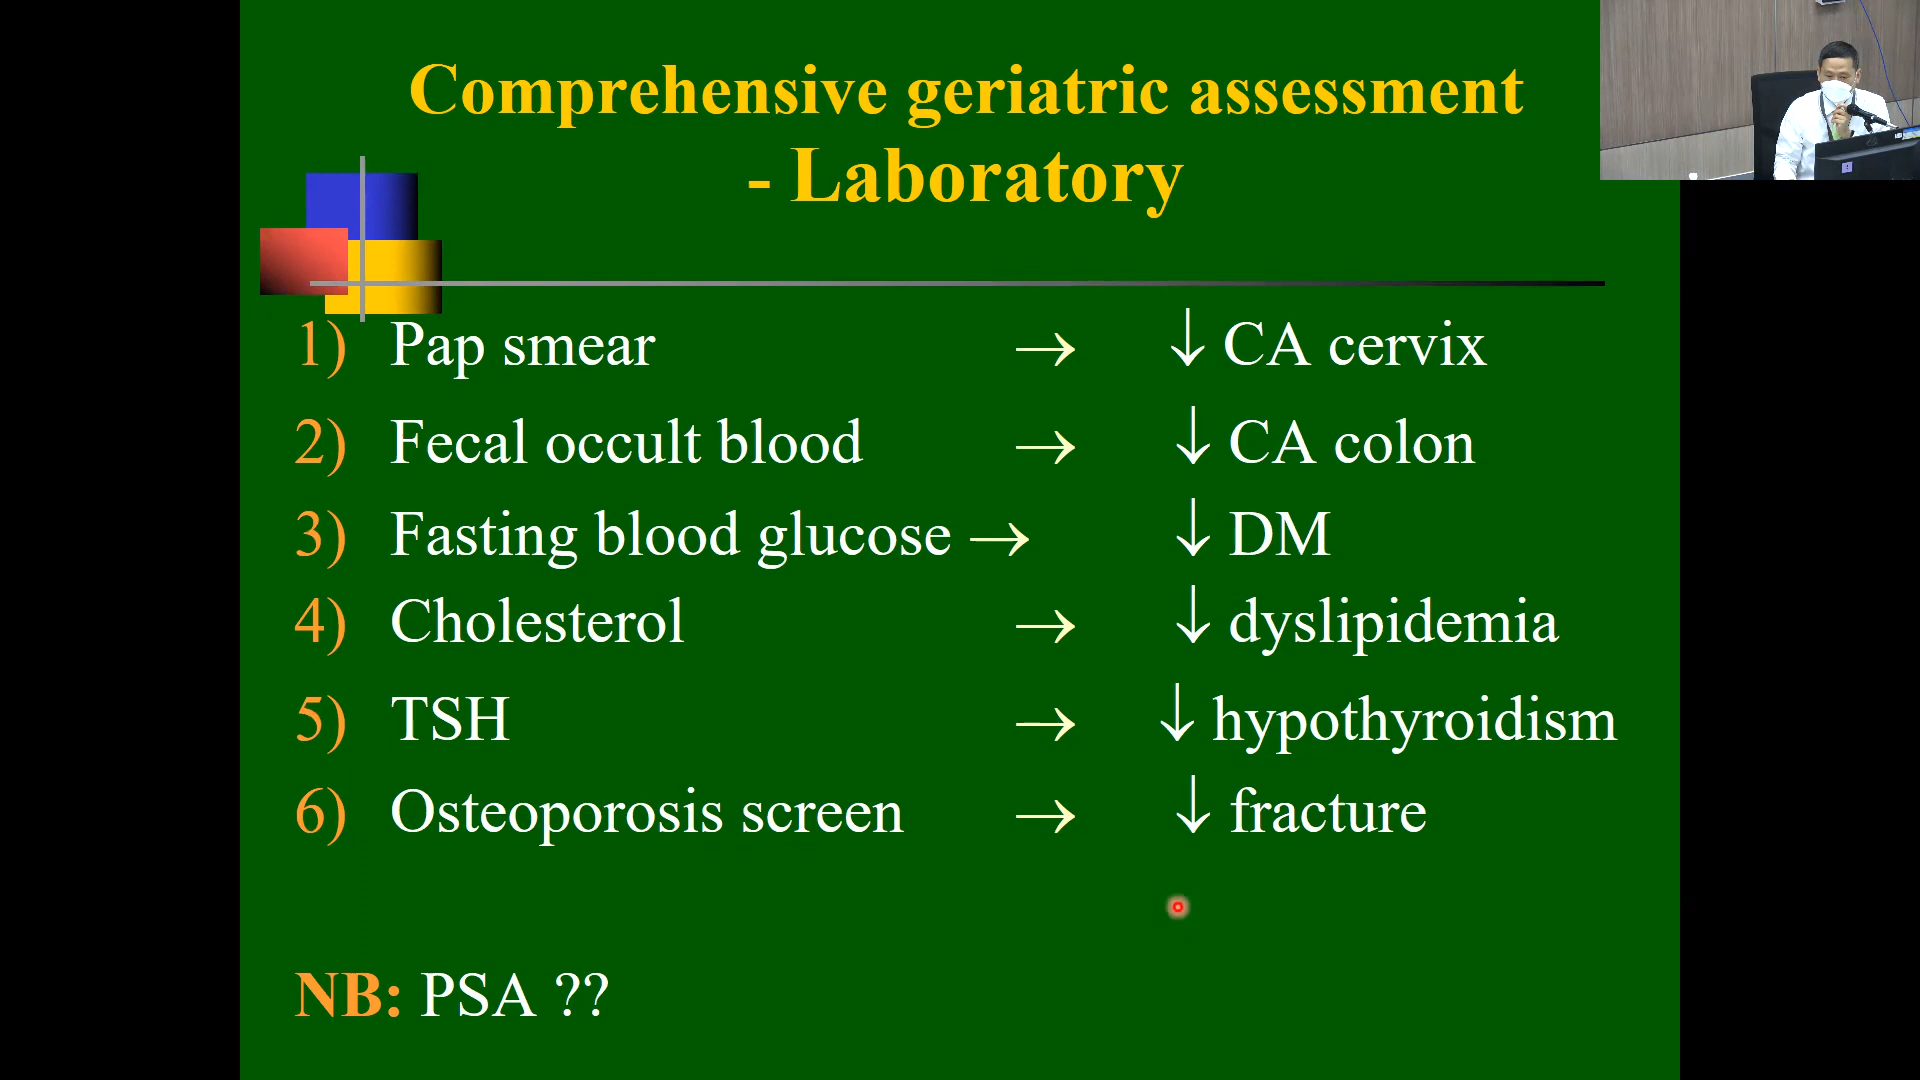 Comprehensive geriatric assessment
- Laboratory
1) Pap smear → ↓ CA cervix
2) Fecal occult blood → ↓ CA colon
3) Fasting blood glucose → ↓ DM
4) Cholesterol → ↓ dyslipidemia
5) TSH → ↓ hypothyroidism
6) Osteoporosis screen → ↓ fracture
NB: PSA ??